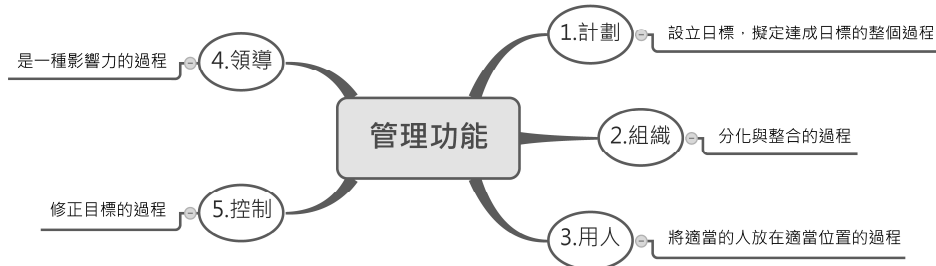 管理功能
1.計劃
設立日標，擬定達成日標的整個過程
2.組織
分化與整合的過程
3.用人
將適當的人放在適當位置的過程
4.領導
是一種影響力的過程
5.控制
修正目標的過程